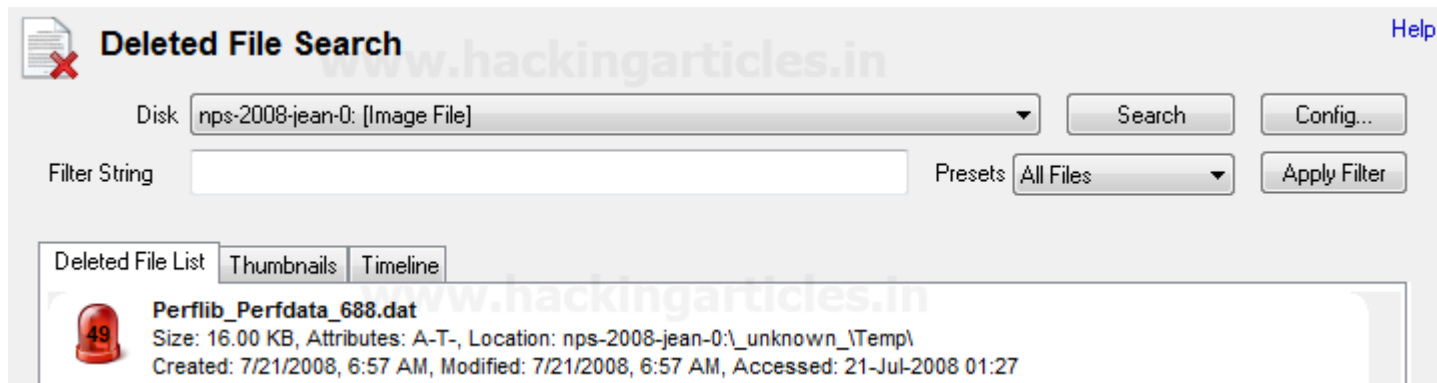 Deleted File Search
Help
www.hackingarticles.in
Disk nps-2008-jean-0: [Image File] Search Config...
Filter String Presets All Files Apply Filter
Deleted File List Thumbnails Timeline
www.hackingarticles.in
49
Perflib_Perfdata_688.dat
Size: 16.00 KB, Attributes: A-T-, Location: nps-2008-jean-0:\_unknown_\Temp\
Created: 7/21/2008, 6:57 AM, Modified: 7/21/2008, 6:57 AM, Accessed: 21-Jul-2008 01:27